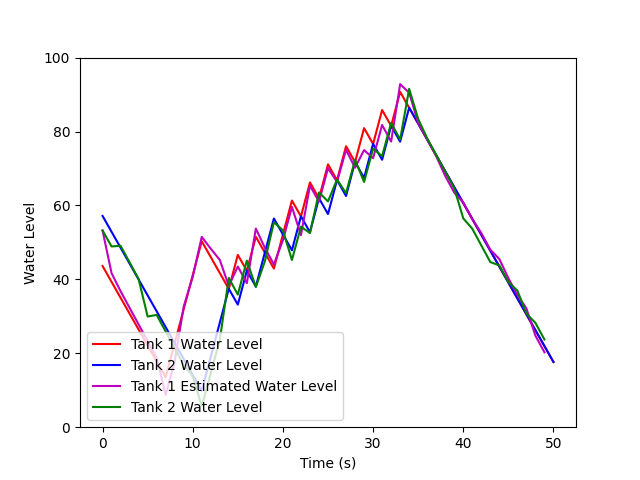 100
80
60
40
20
0
Water Level
Tank 1 Water Level
Tank 2 Water Level
Tank 1 Estimated Water Level
Tank 2 Water Level
0 10 20 30 40 50
Time (s)